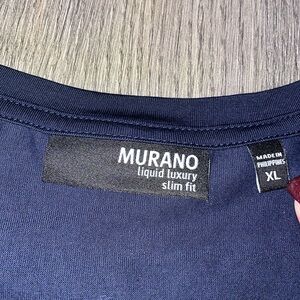 MURANO
liquid luxury
slim fit
MADE IN
PHILIPPINES
XL